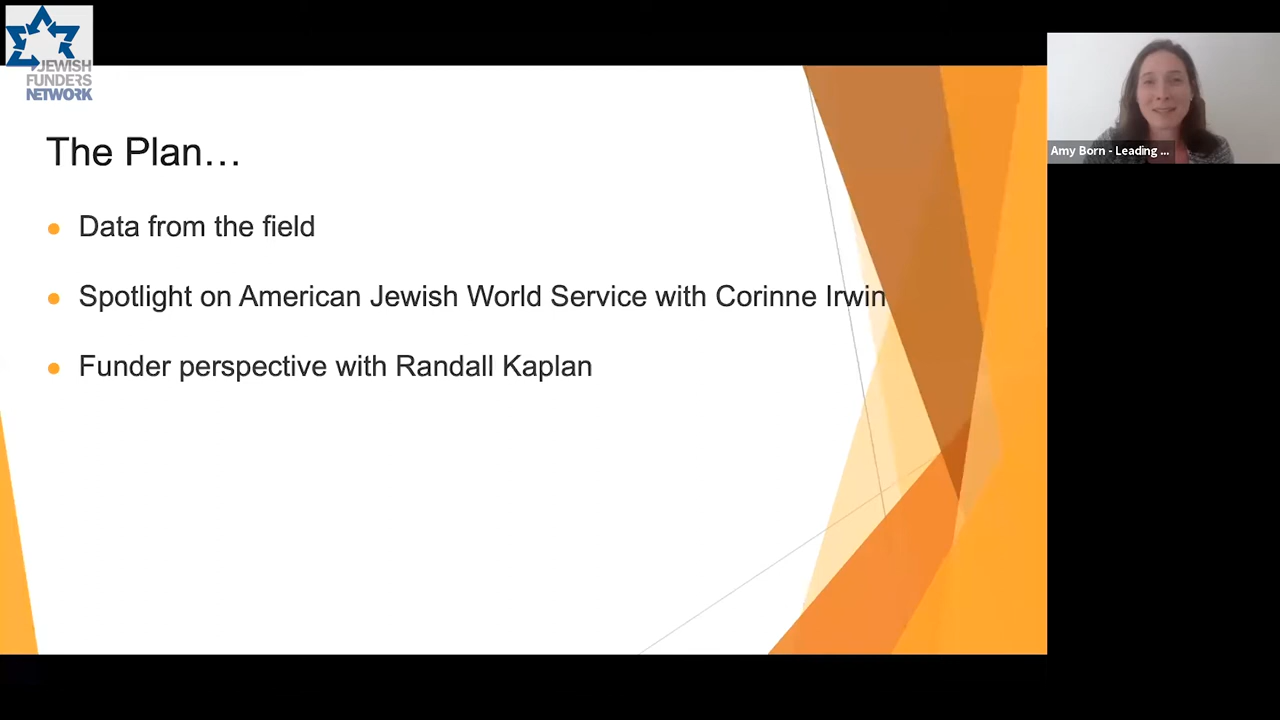 JEWISH
FUNDERS
NETWORK
The Plan…
Data from the field
Spotlight on American Jewish World Service with Corinne Irwin
Funder perspective with Randall Kaplan
Amy Born - Leading ...